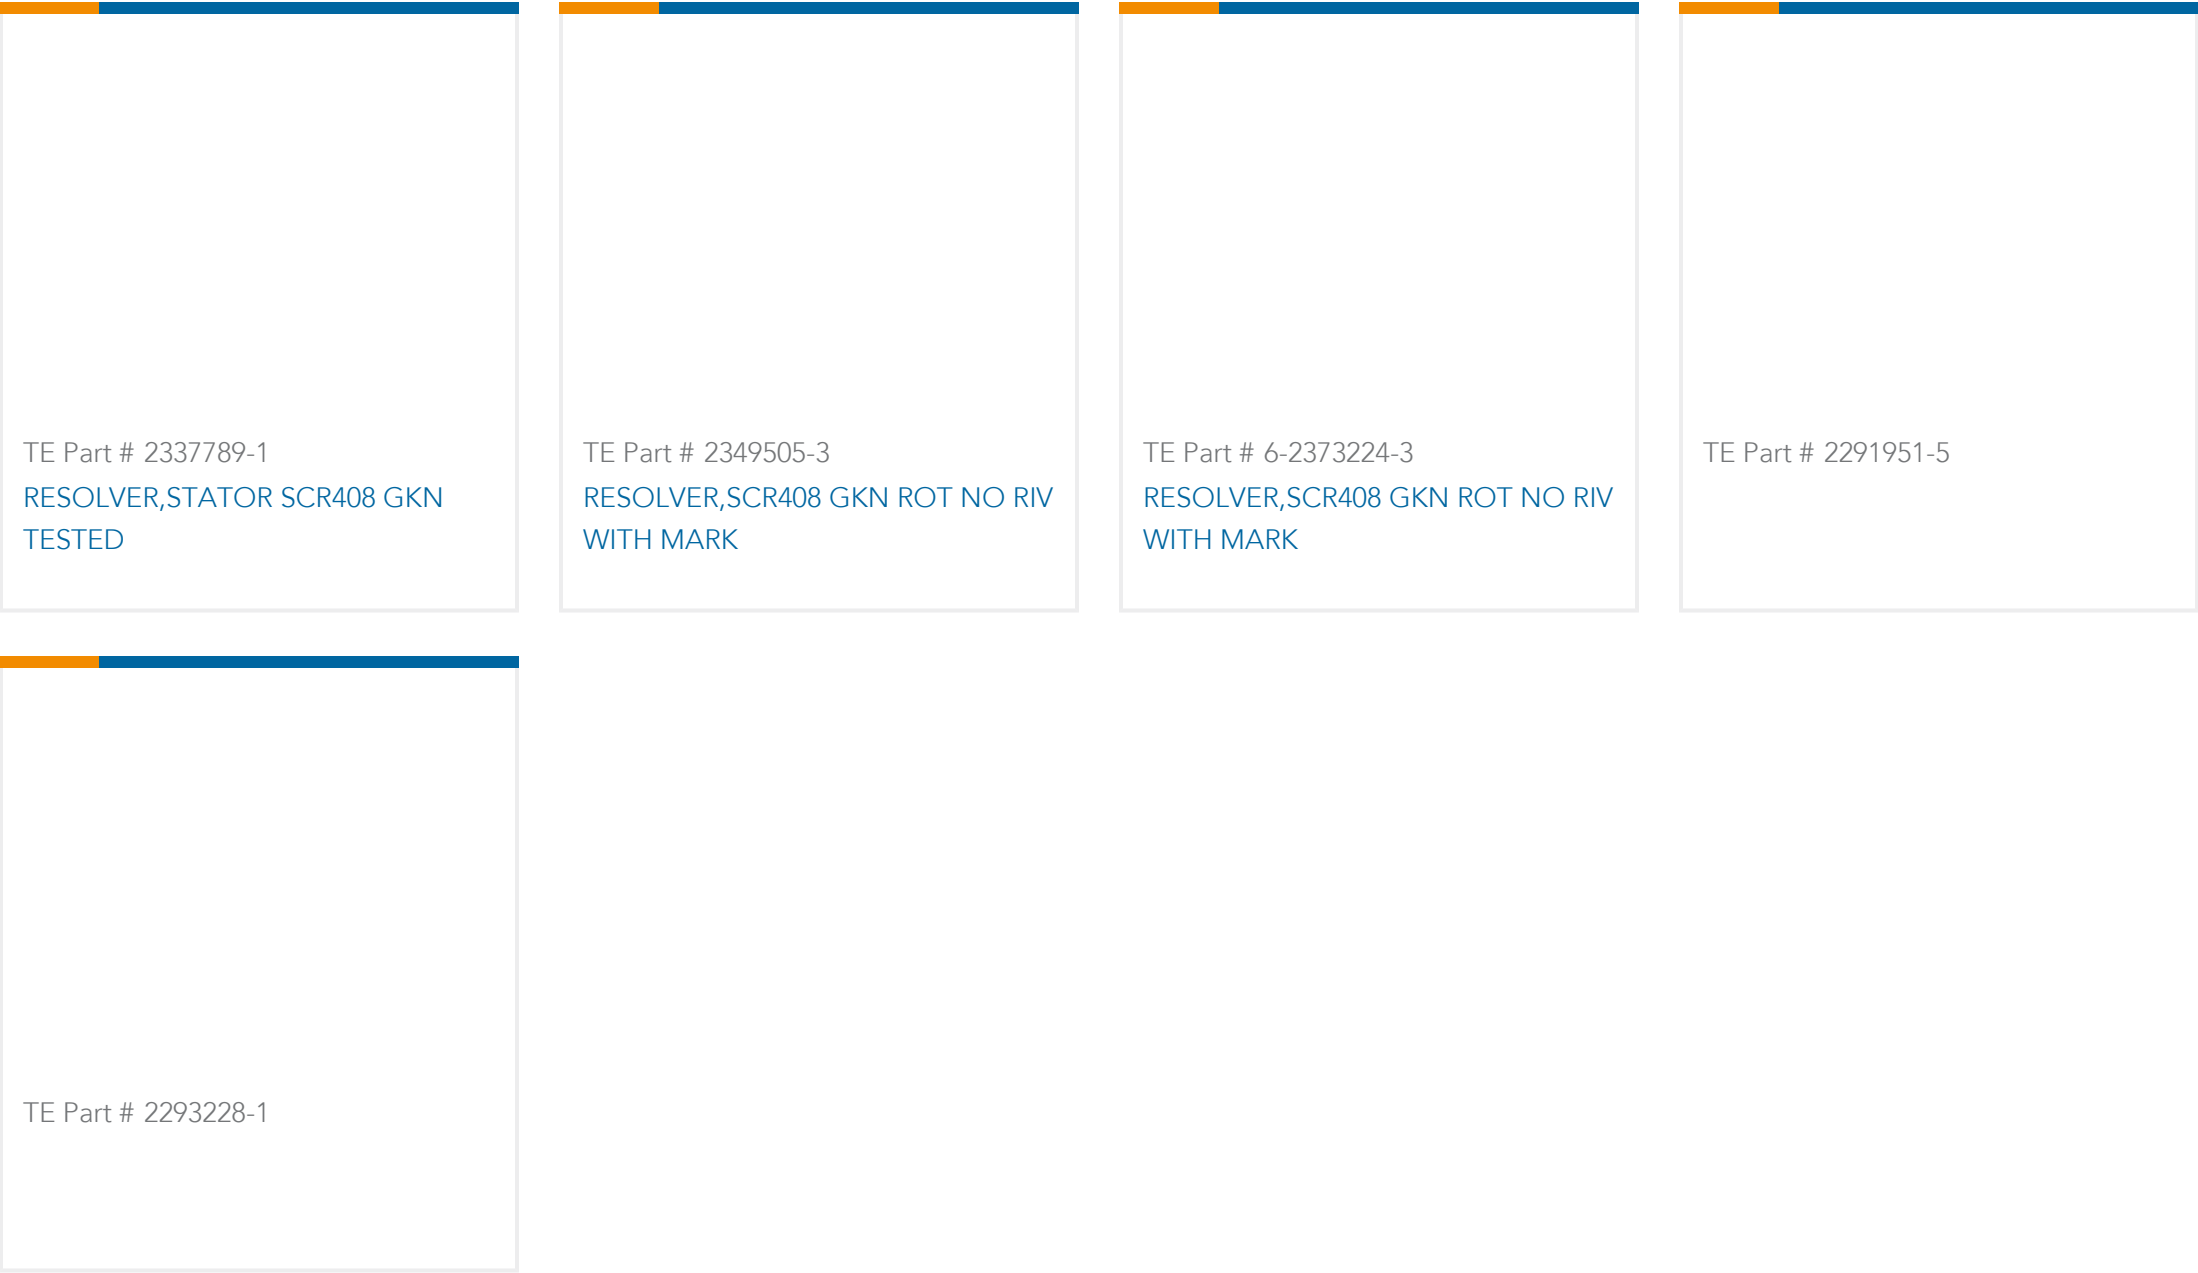 TE Part # 2337789-1
RESOLVER,STATOR SCR408 GKN
TESTED
TE Part # 2349505-3
RESOLVER,SCR408 GKN ROT NO RIV
WITH MARK
TE Part # 6-2373224-3
RESOLVER,SCR408 GKN ROT NO RIV
WITH MARK
TE Part # 2291951-5
TE Part # 2293228-1